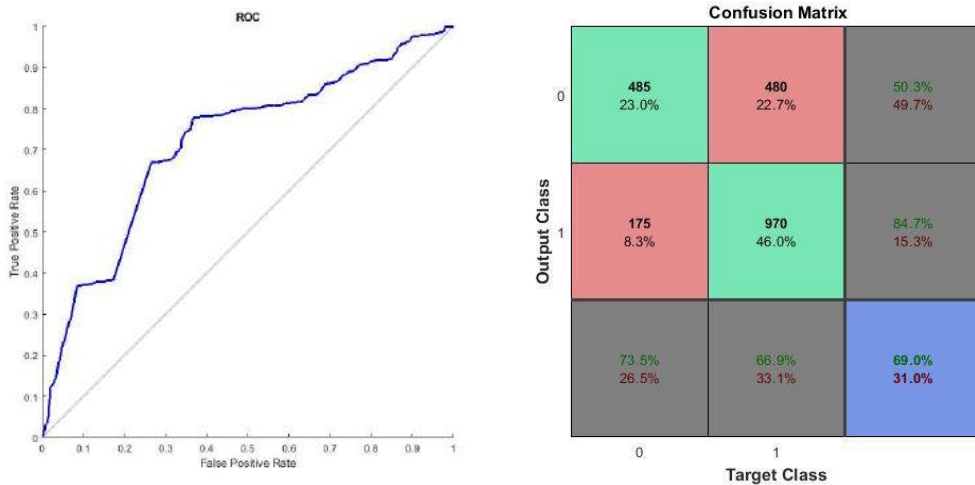 ROC
1
0.9
0.8
0.7
0.6
0.5
0.4
0.3
0.2
0.1
0
True Positive Rate
0 0.1 0.2 0.3 0.4 0.5 0.6 0.7 0.8 0.9 1
False Positive Rate
Confusion Matrix
Output Class
0
485 480 50.3%
23.0% 22.7% 49.7%
1
175 970 84.7%
8.3% 46.0% 15.3%
73.5% 66.9% 69.0%
26.5% 33.1% 31.0%
0 1
Target Class